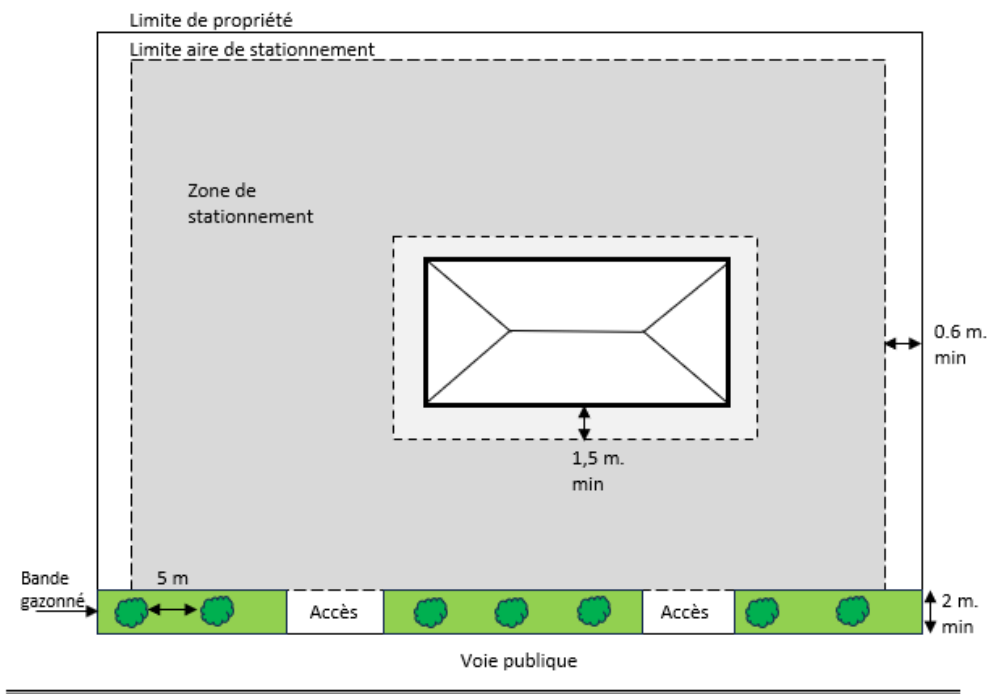 Limite de propriété
Limite aire de stationnement
Zone de
stationnement
0.6 m.
min
1,5 m.
min
Bande
gazonné
5 m
Accès
Accès
2 m.
min
Voie publique